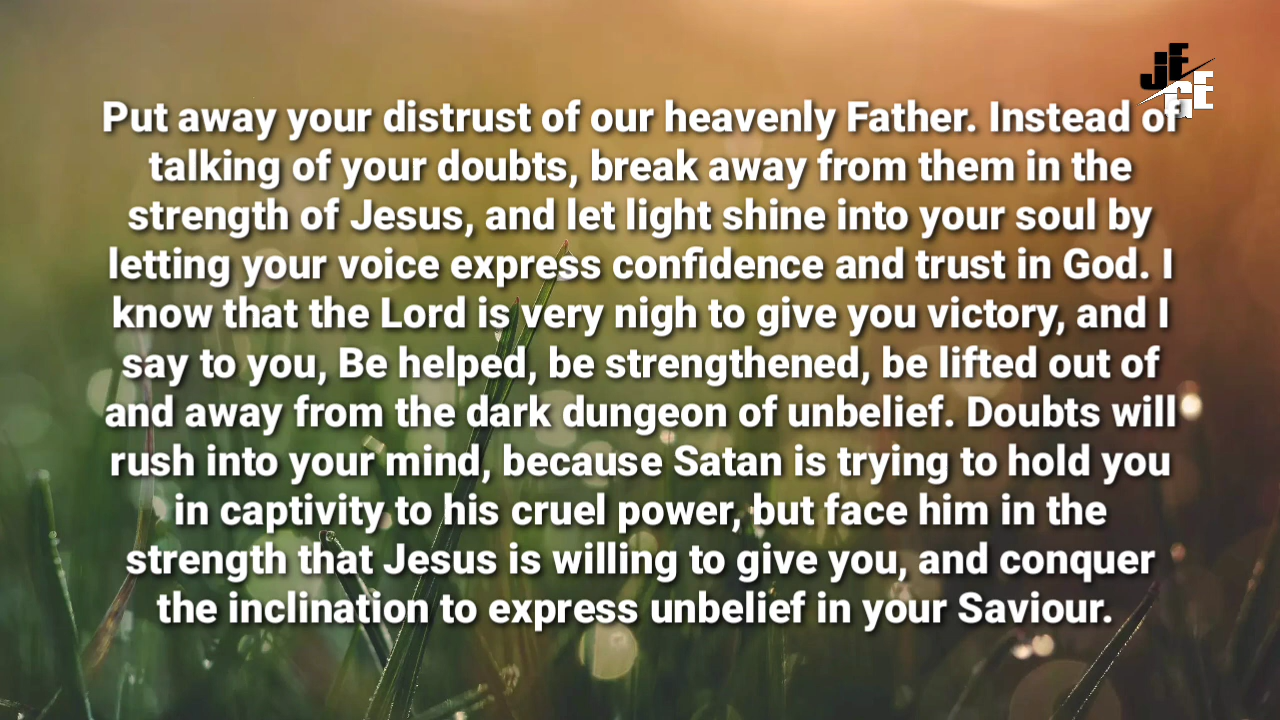 JF
GF
Put away your distrust of our heavenly Father. Instead of
talking of your doubts, break away from them in the
strength of Jesus, and let light shine into your soul by
letting your voice express confidence and trust in God. I
know that the Lord is very nigh to give you victory, and I
say to you, Be helped, be strengthened, be lifted out of
and away from the dark dungeon of unbelief. Doubts will
rush into your mind, because Satan is trying to hold you
in captivity to his cruel power, but face him in the
strength that Jesus is willing to give you, and conquer
the inclination to express unbelief in your Saviour.